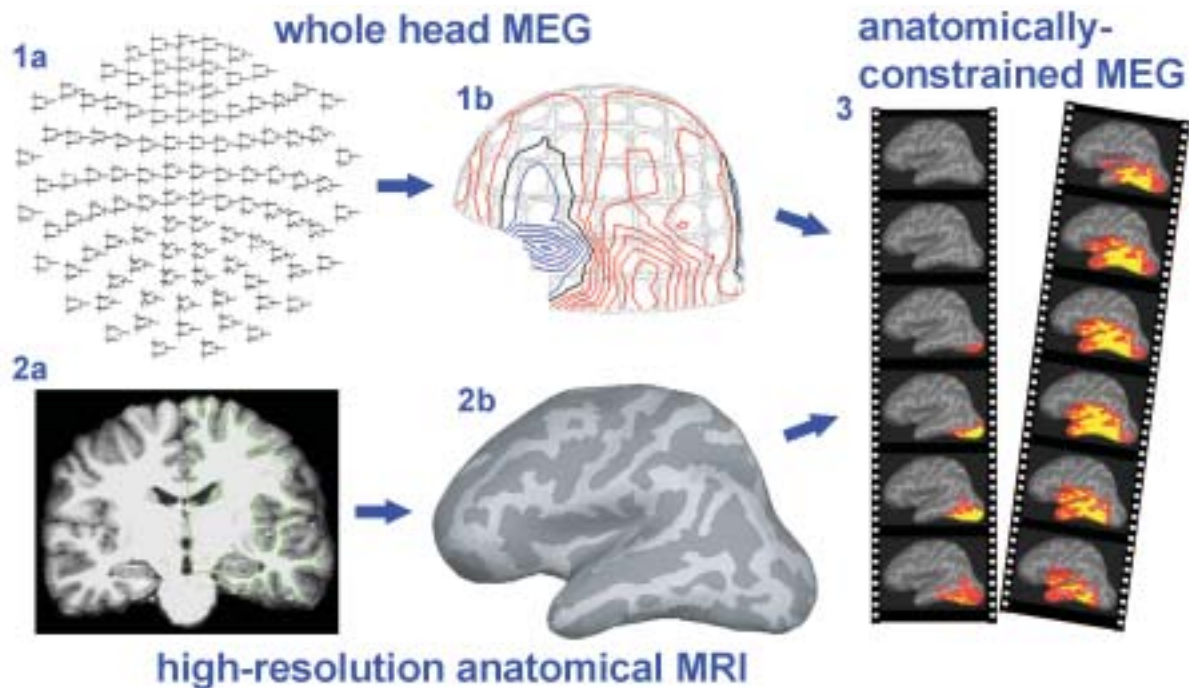 whole head MEG
1a
1b
anatomically-
constrained MEG
3
2a
2b
high-resolution anatomical MRI